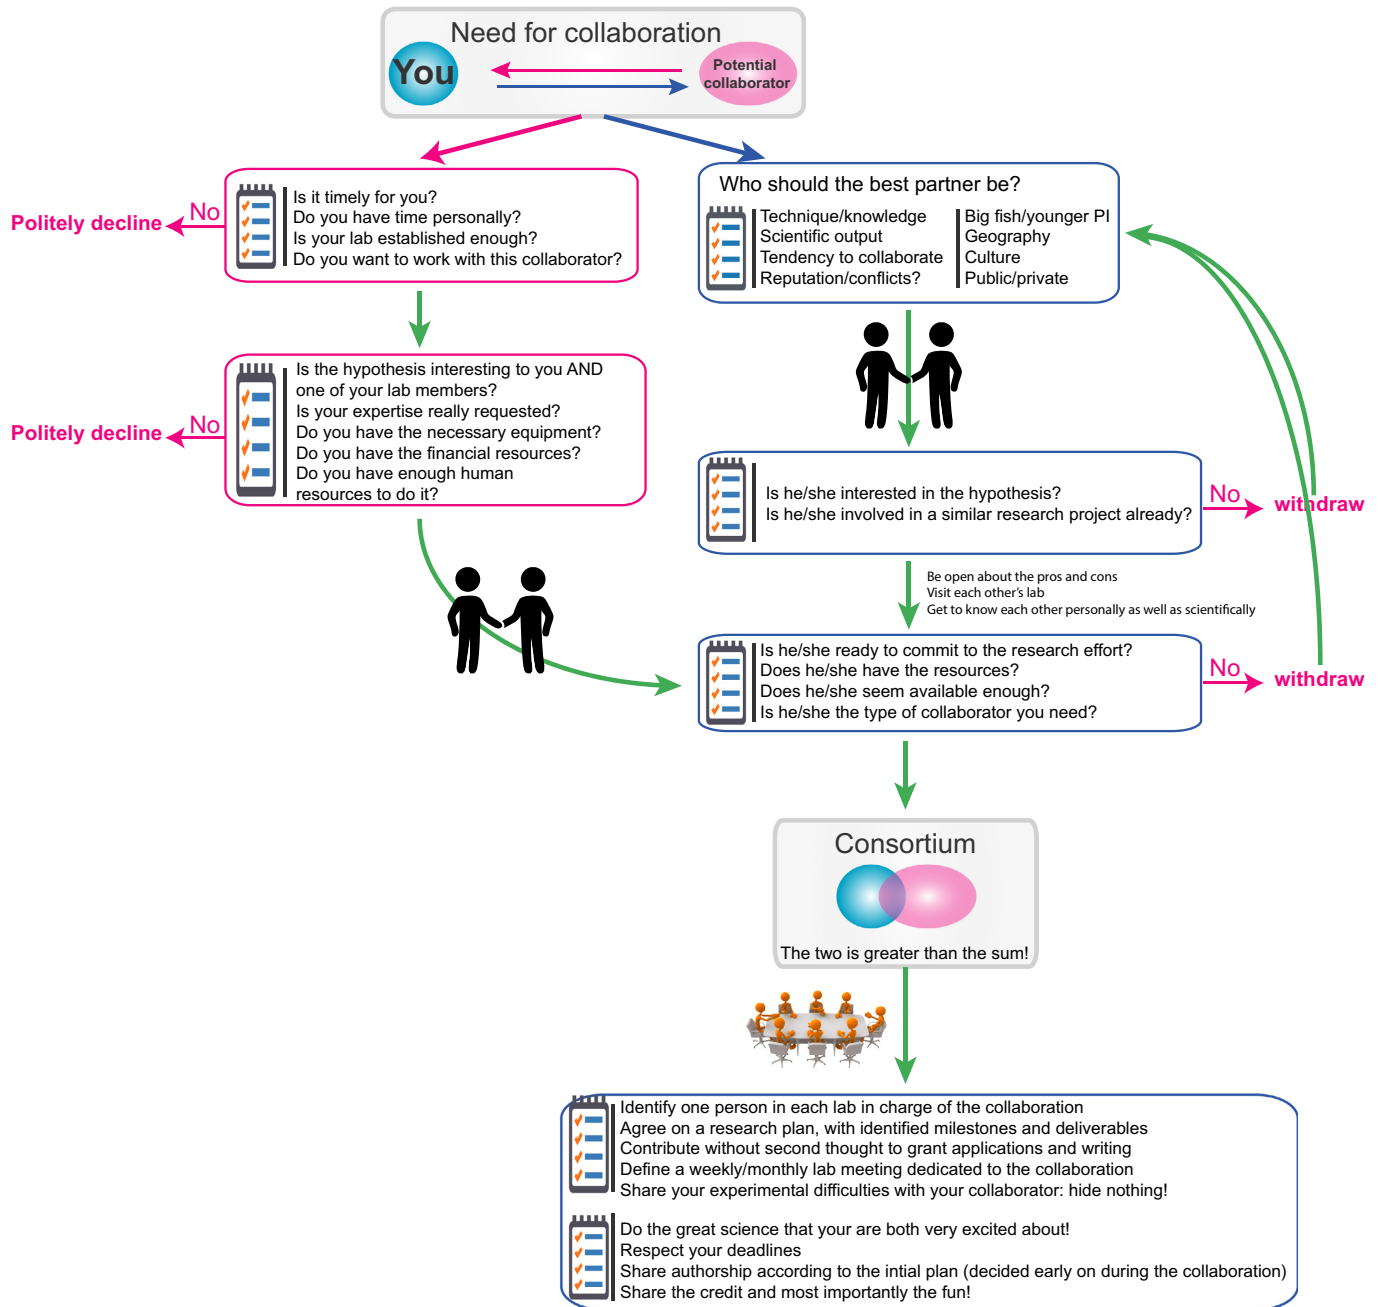 Need for collaboration
You
Potential
collaborator
Is it timely for you?
Do you have time personally?
Is your lab established enough?
Do you want to work with this collaborator?
No
Politely decline
Who should the best partner be?
Technique/knowledge
Scientific output
Tendency to collaborate
Reputation/conflicts?
Big fish/younger PI
Geography
Culture
Public/private
Is the hypothesis interesting to you AND
one of your lab members?
Is your expertise really requested?
Do you have the necessary equipment?
Do you have the financial resources?
Do you have enough human
resources to do it?
No
Politely decline
Is he/she interested in the hypothesis?
Is he/she involved in a similar research project already?
No
withdraw
Be open about the pros and cons
Visit each other's lab
Get to know each other personally as well as scientifically
Is he/she ready to commit to the research effort?
Does he/she have the resources?
Does he/she seem available enough?
Is he/she the type of collaborator you need?
No
withdraw
Consortium
The two is greater than the sum!
Identify one person in each lab in charge of the collaboration
Agree on a research plan, with identified milestones and deliverables
Contribute without second thought to grant applications and writing
Define a weekly/monthly lab meeting dedicated to the collaboration
Share your experimental difficulties with your collaborator: hide nothing!
Do the great science that your are both very excited about!
Respect your deadlines
Share authorship according to the intial plan (decided early on during the collaboration)
Share the credit and most importantly the fun!